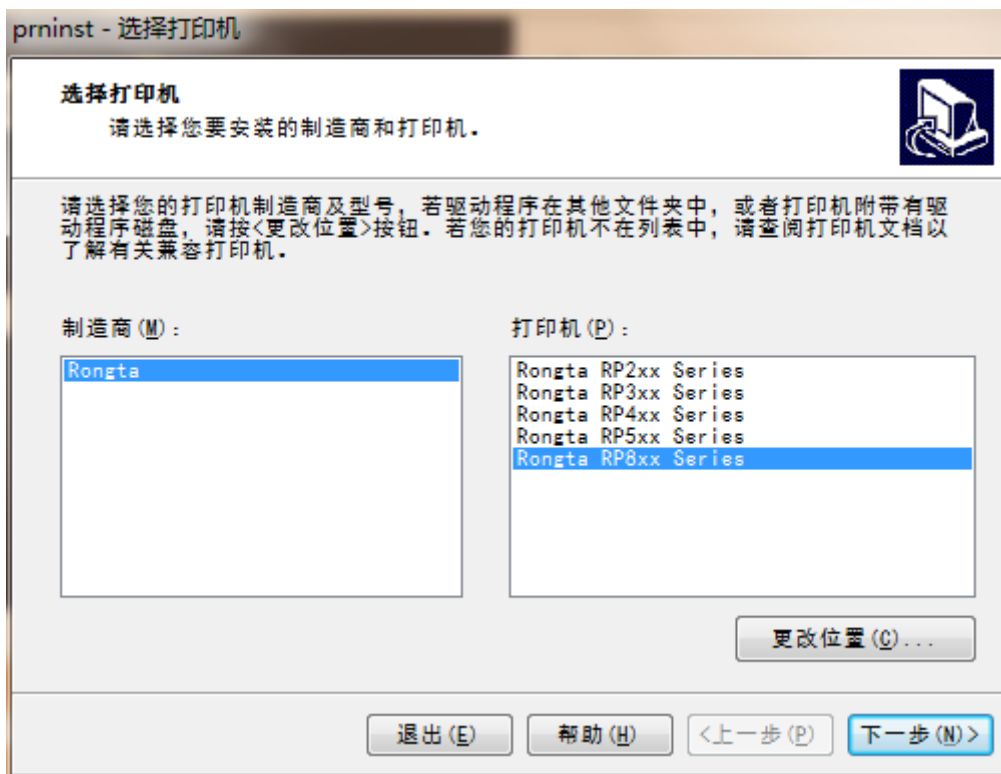 prninst - 选择打印机
选择打印机
请选择您要安装的制造商和打印机.
请选择您的打印机制造商及型号, 若驱动程序在其他文件夹中, 或者打印机附带有驱
动程序磁盘, 请按<更改位置>按钮. 若您的打印机不在列表中, 请查阅打印机文档以
了解有关兼容打印机.
制造商(M):
打印机(P):
Rongta
Rongta RP2xx Series
Rongta RP3xx Series
Rongta RP4xx Series
Rongta RP5xx Series
Rongta RP8xx Series
更改位置(C)...
退出(E)
帮助(H)
<上一步(P)
下一步(N)>